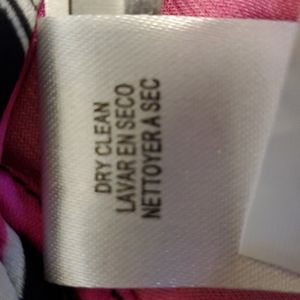 DRY CLEAN
LAVAR EN SECO
NETTOYER A SEC